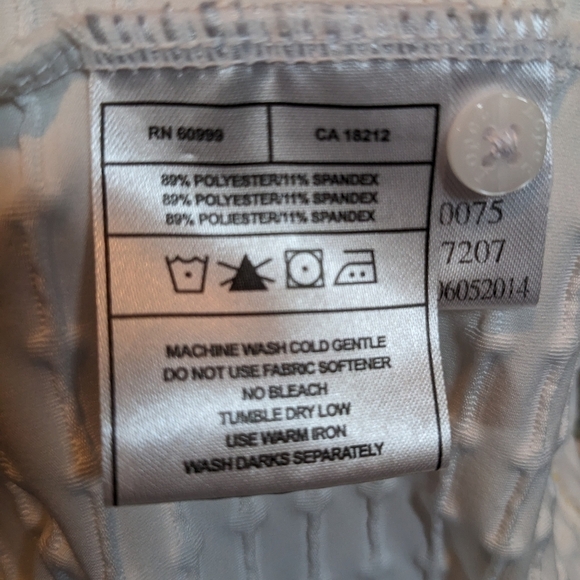 RN 60999 CA 18212
89% POLYESTER/11% SPANDEX
89% POLYESTER/11% SPANDEX
89% POLIESTER/11% SPANDEX
MACHINE WASH COLD GENTLE
DO NOT USE FABRIC SOFTENER
NO BLEACH
TUMBLE DRY LOW
USE WARM IRON
WASH DARKS SEPARATELY
0075
7207
06052014